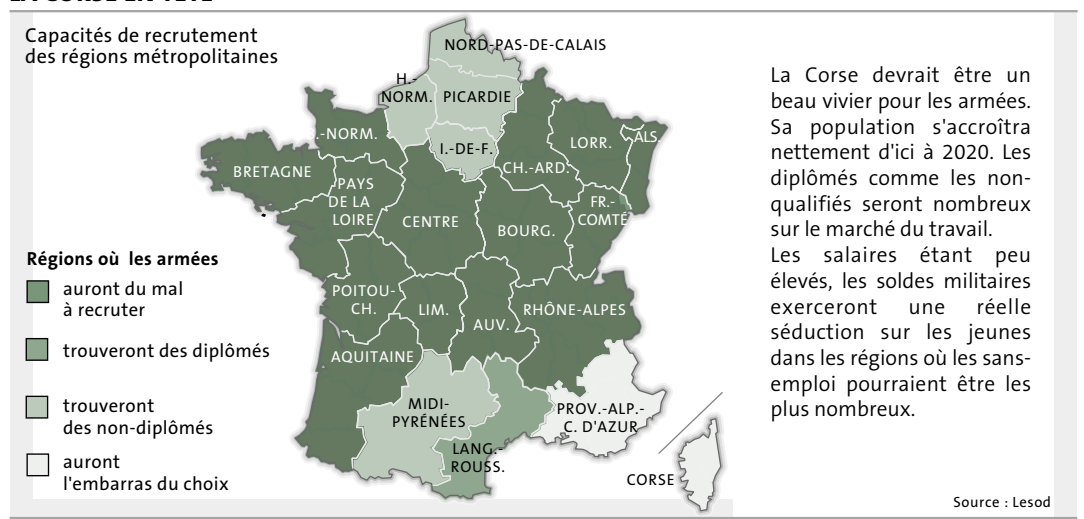 Capacités de recrutement
des régions métropolitaines
NORD-PAS-DE-CALAIS
H.-
NORM.
PICARDIE
.-NORM.
I.-DE-F.
LORR.
ALS.
CH.-ARD.
BRETAGNE
PAYS
DE LA
LOIRE
CENTRE
BOURG.
FR.-
COMTÉ
POITOU-
CH.
LIM.
AUV.
RHÔNE-ALPES
AQUITAINE
MIDI-
PYRÉNÉES
LANG.-
ROUSS.
PROV.-ALP.-
C. D'AZUR
CORSE
Régions où les armées
auront du mal
à recruter
trouveront des diplômés
trouveront
des non-diplômés
auront
l'embarras du choix
La Corse devrait être un
beau vivier pour les armées.
Sa population s'accroîtra
nettement d'ici à 2020. Les
diplômés comme les non-
qualifiés seront nombreux
sur le marché du travail.
Les salaires étant peu
élevés, les soldes militaires
exerceront une réelle
séduction sur les jeunes
dans les régions où les sans-
emploi pourraient être les
plus nombreux.
Source : Lesod